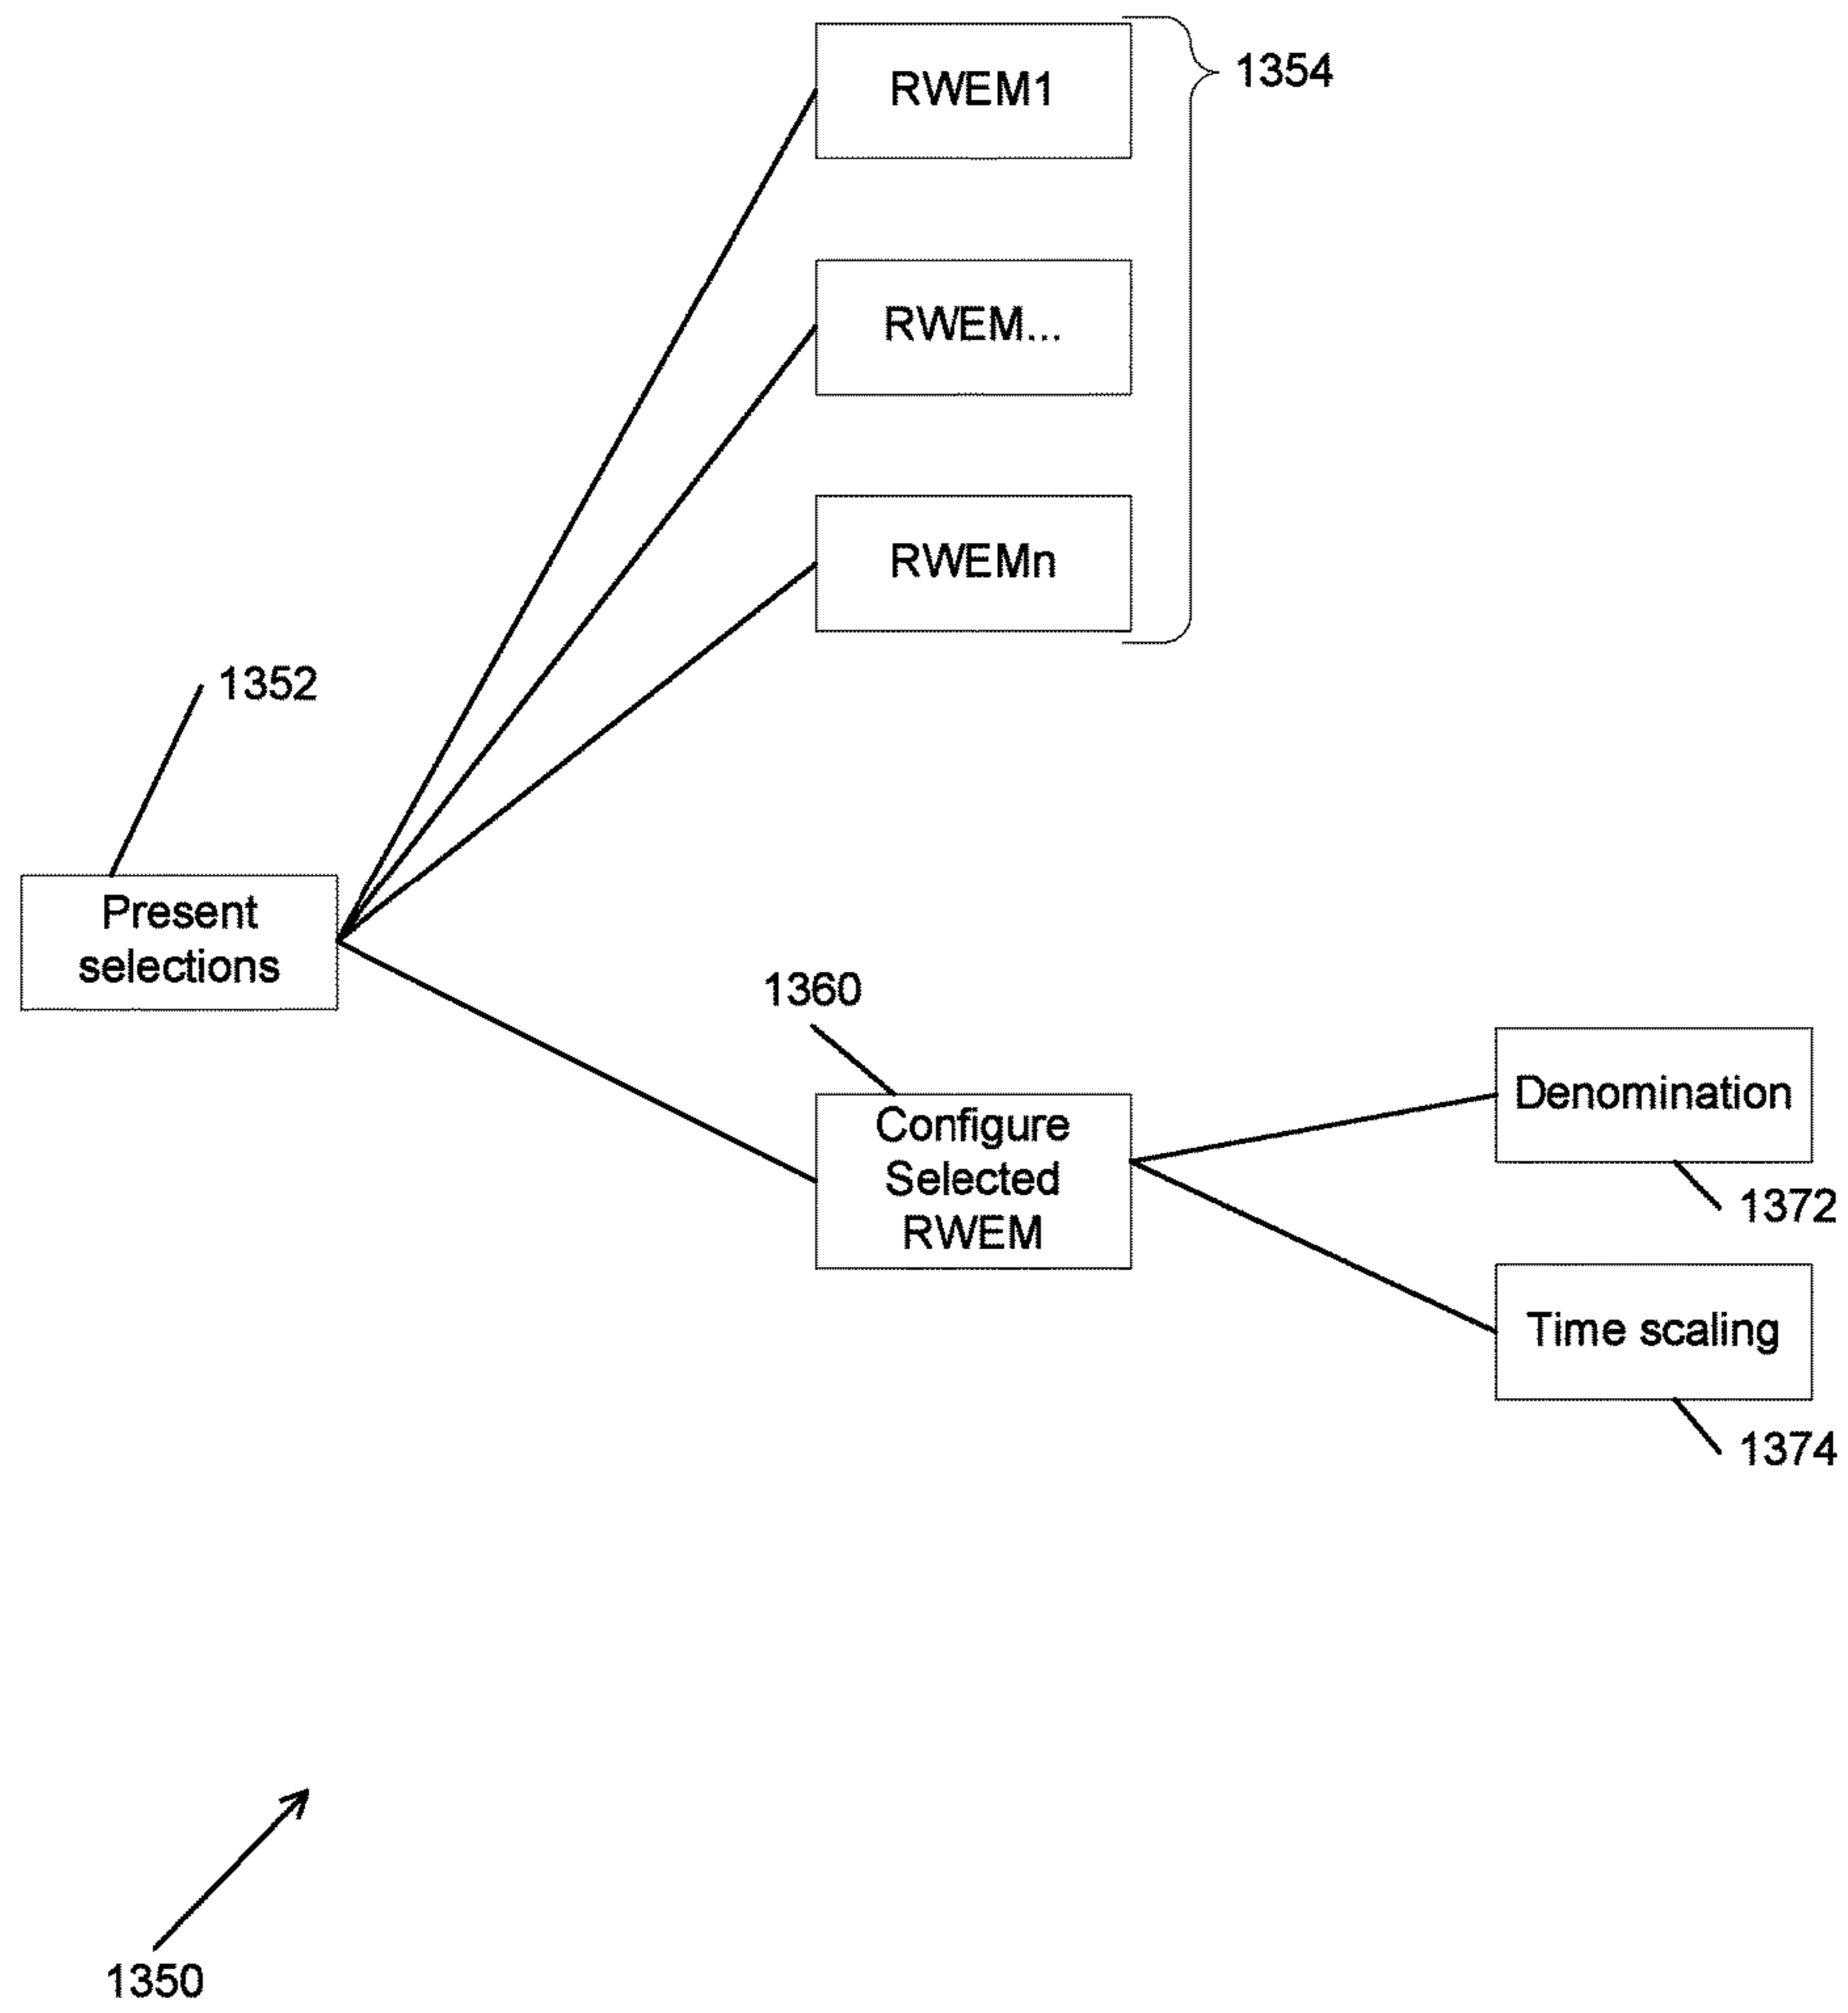 RWEM1
1354
RWEM...
RWEMn
1352
Present
selections
1360
Configure
Selected
RWEM
Denomination
1372
Time scaling
1374
1350